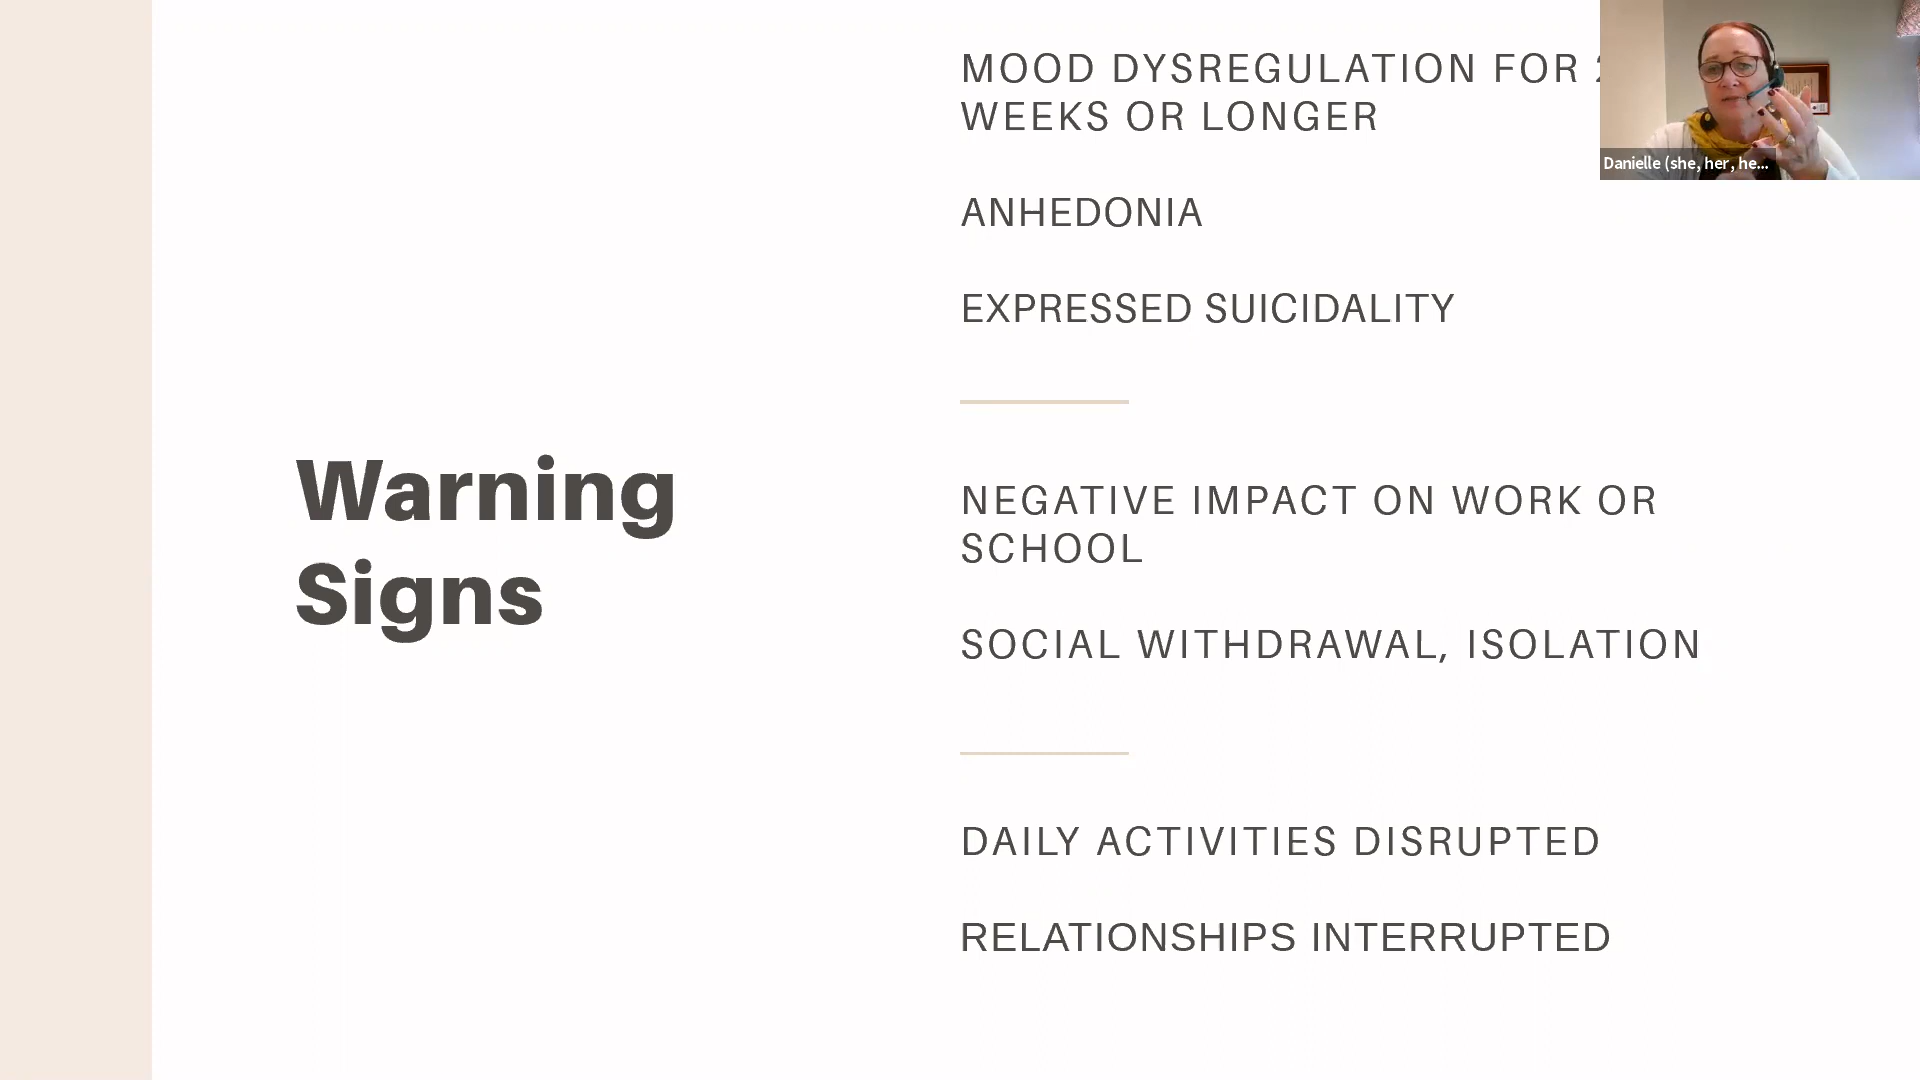 Warning
Signs
MOOD DYSREGULATION FOR
WEEKS OR LONGER
ANHEDONIA
EXPRESSED SUICIDALITY
NEGATIVE IMPACT ON WORK OR
SCHOOL
SOCIAL WITHDRAWAL, ISOLATION
DAILY ACTIVITIES DISRUPTED
RELATIONSHIPS INTERRUPTED
Danielle (she, her, he...